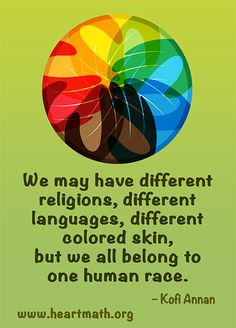 We may have different
religions, different
languages, different
colored skin,
but we all belong to
one human race.
– Kofi Annan
www.heartmath.org